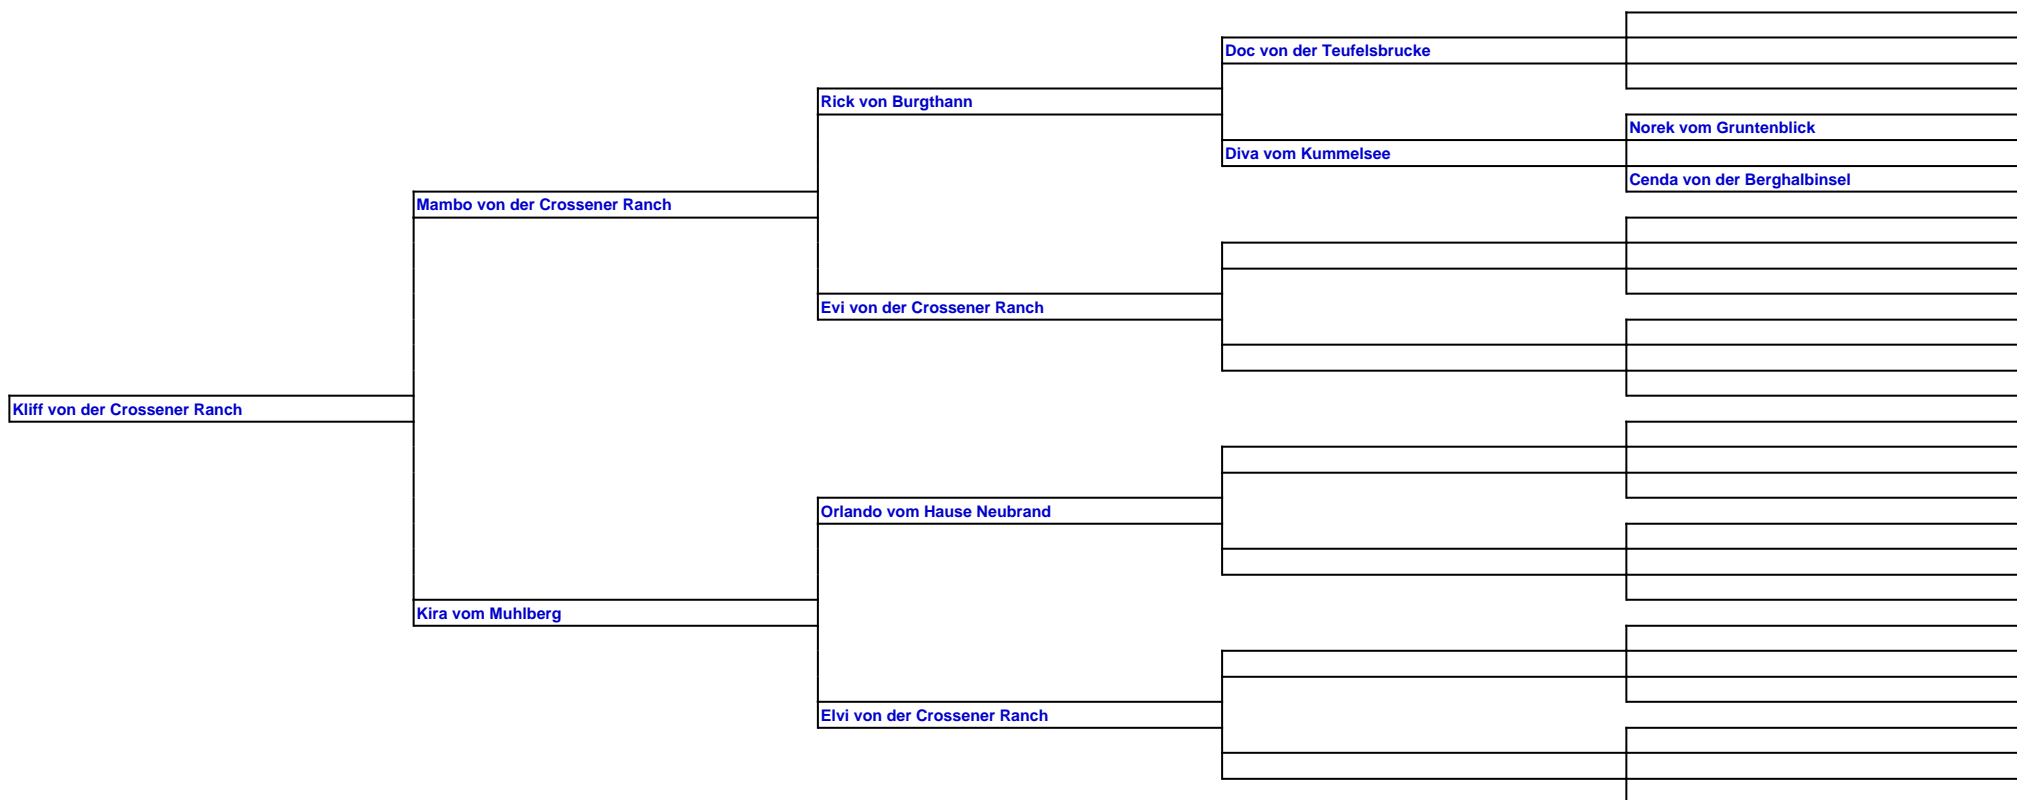 Doc von der Teufelsbrucke
Rick von Burgthann
Norek vom Gruntenblick
Diva vom Kummelsee
Cenda von der Berghalbinsel
Mambo von der Crossener Ranch
Evi von der Crossener Ranch
Kliff von der Crossener Ranch
Orlando vom Hause Neubrand
Kira vom Muhlberg
Elvi von der Crossener Ranch